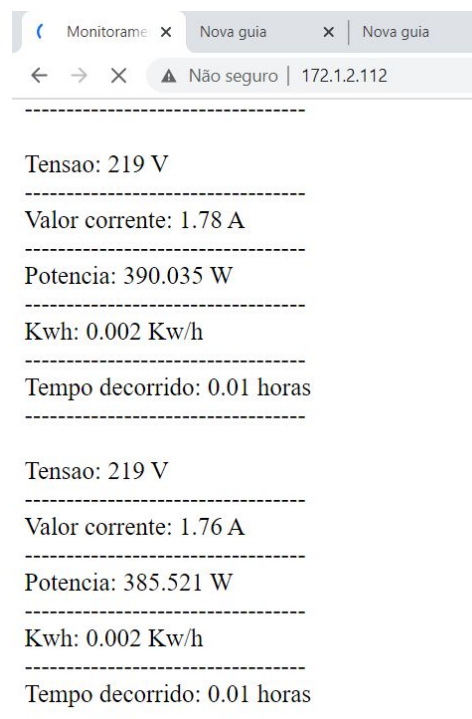 Monitorame
Nova guia
Nova guia
Não seguro | 172.1.2.112
----------------------------------
Tensao: 219 V
----------------------------------
Valor corrente: 1.78 A
----------------------------------
Potencia: 390.035 W
----------------------------------
Kwh: 0.002 Kw/h
----------------------------------
Tempo decorrido: 0.01 horas
----------------------------------
Tensao: 219 V
----------------------------------
Valor corrente: 1.76 A
----------------------------------
Potencia: 385.521 W
----------------------------------
Kwh: 0.002 Kw/h
----------------------------------
Tempo decorrido: 0.01 horas